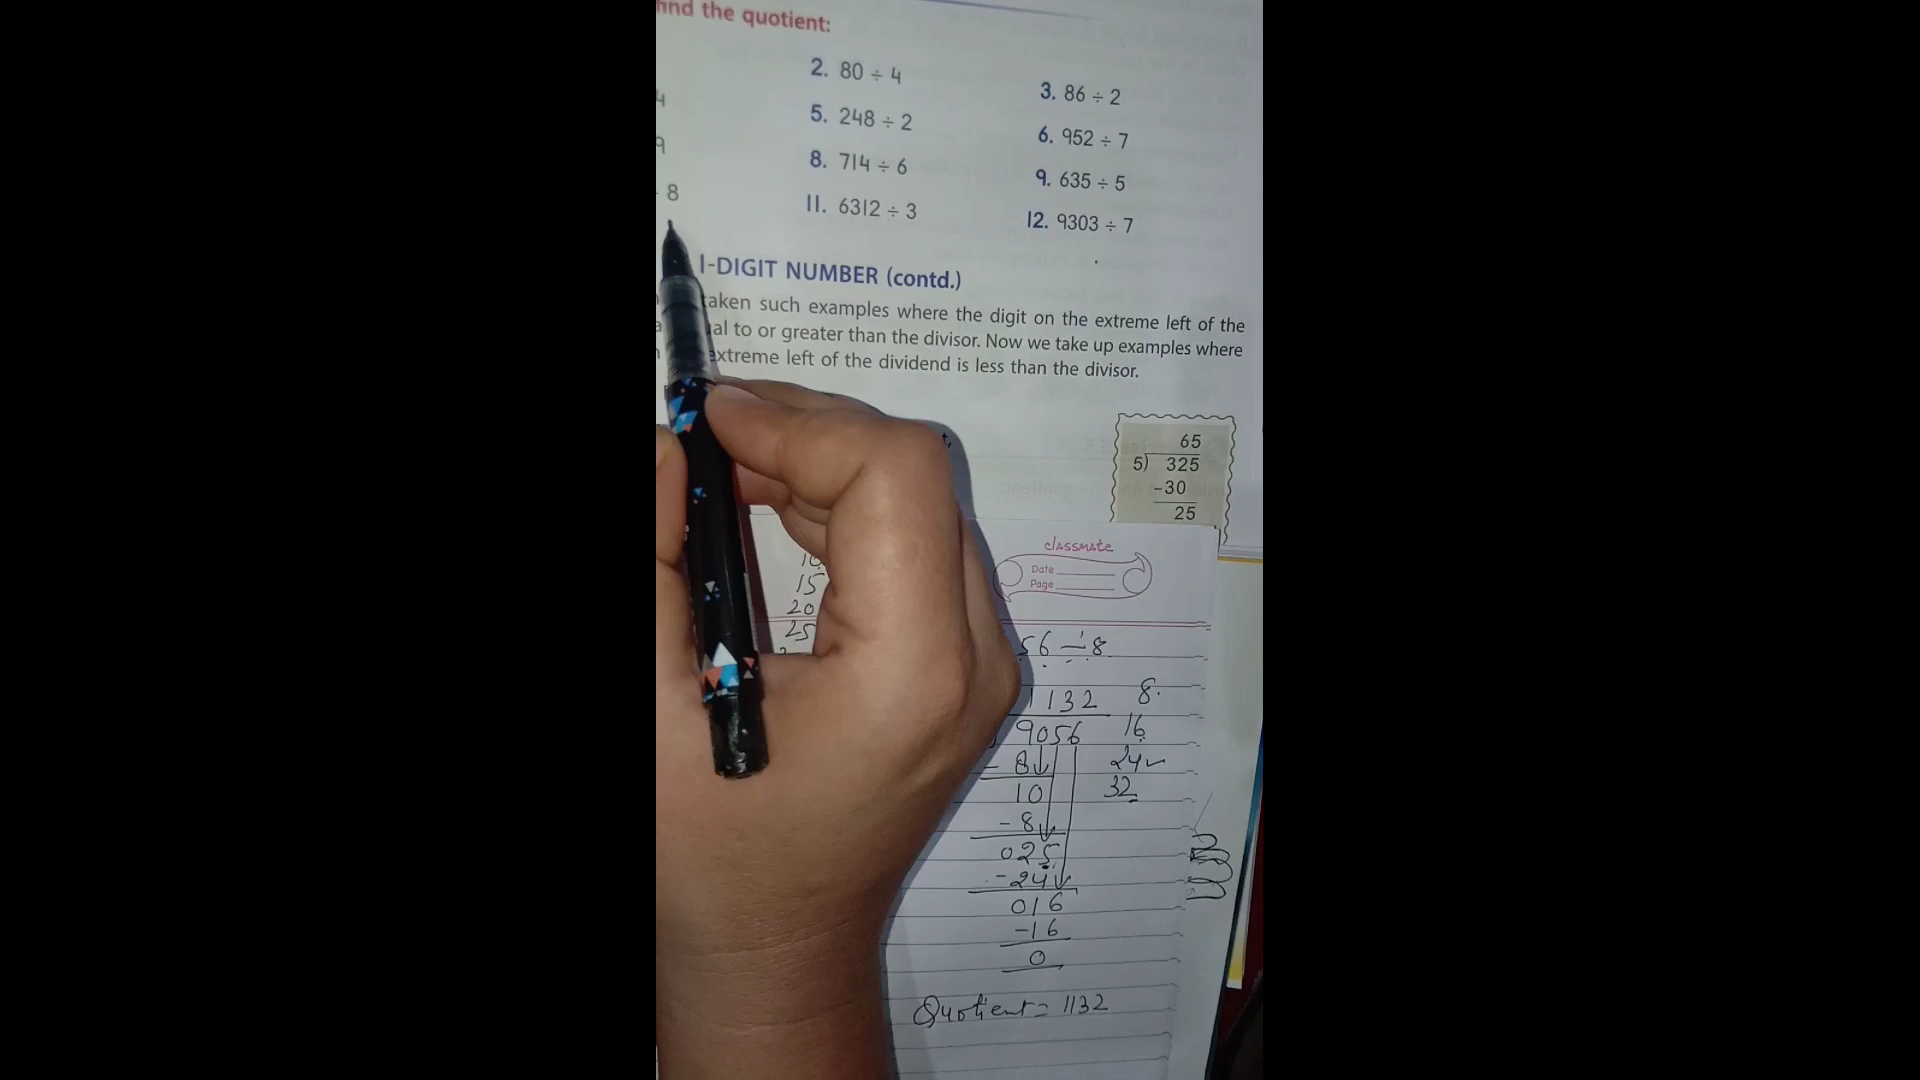 find the quotient:
2. 80 ÷ 4
3. 86 ÷ 2
4
5. 248 ÷ 2
6. 952 ÷ 7
9
8. 714 ÷ 6
9. 635 ÷ 5
8
11. 6312 ÷ 3
12. 9303 ÷ 7
1-DIGIT NUMBER (contd.)
taken such examples where the digit on the extreme left of the
to or greater than the divisor. Now we take up examples where
extreme left of the dividend is less than the divisor.
65
5) 325
-30
25
classmate
Date
Page
15
20
25
56 ÷ 8
1132
9056
- 8
10
- 8
025
-24
016
-16
0
8.
16
24
32
Quotient = 1132